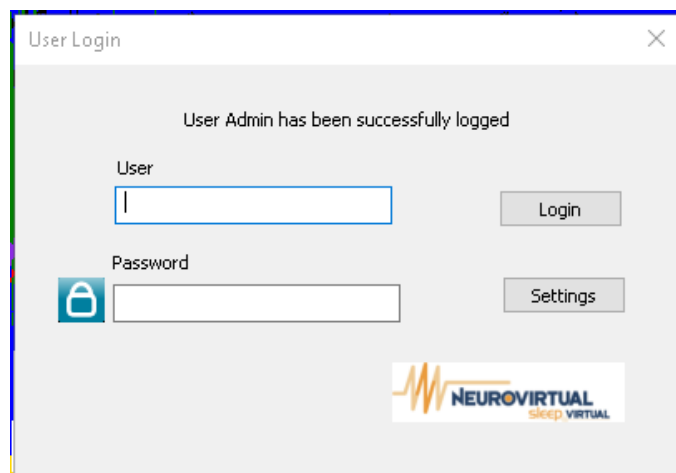 User Login
User Admin has been successfully logged
User
Login
Password
Settings
NEUROVIRTUAL
sleep VIRTUAL